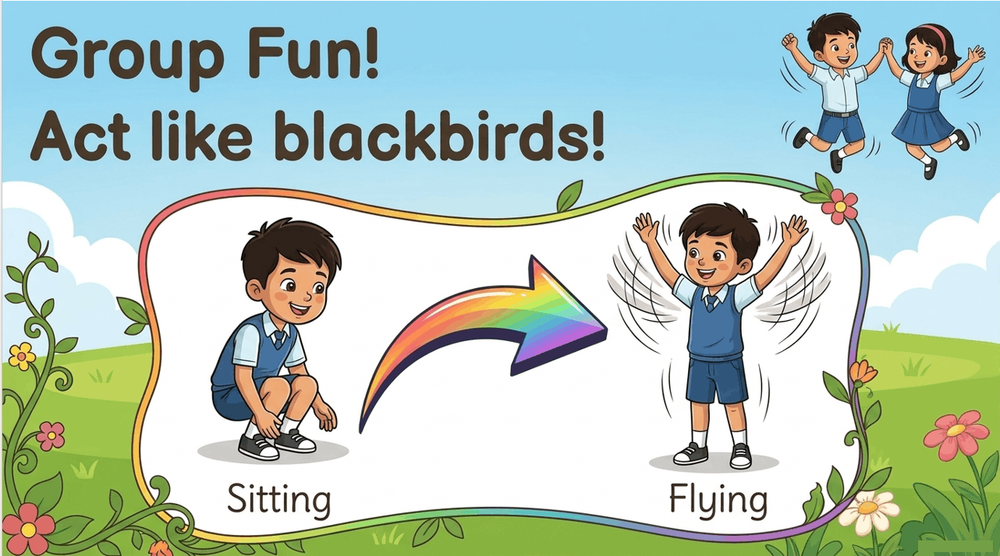 Group Fun!
Act like blackbirds!
Sitting
Flying